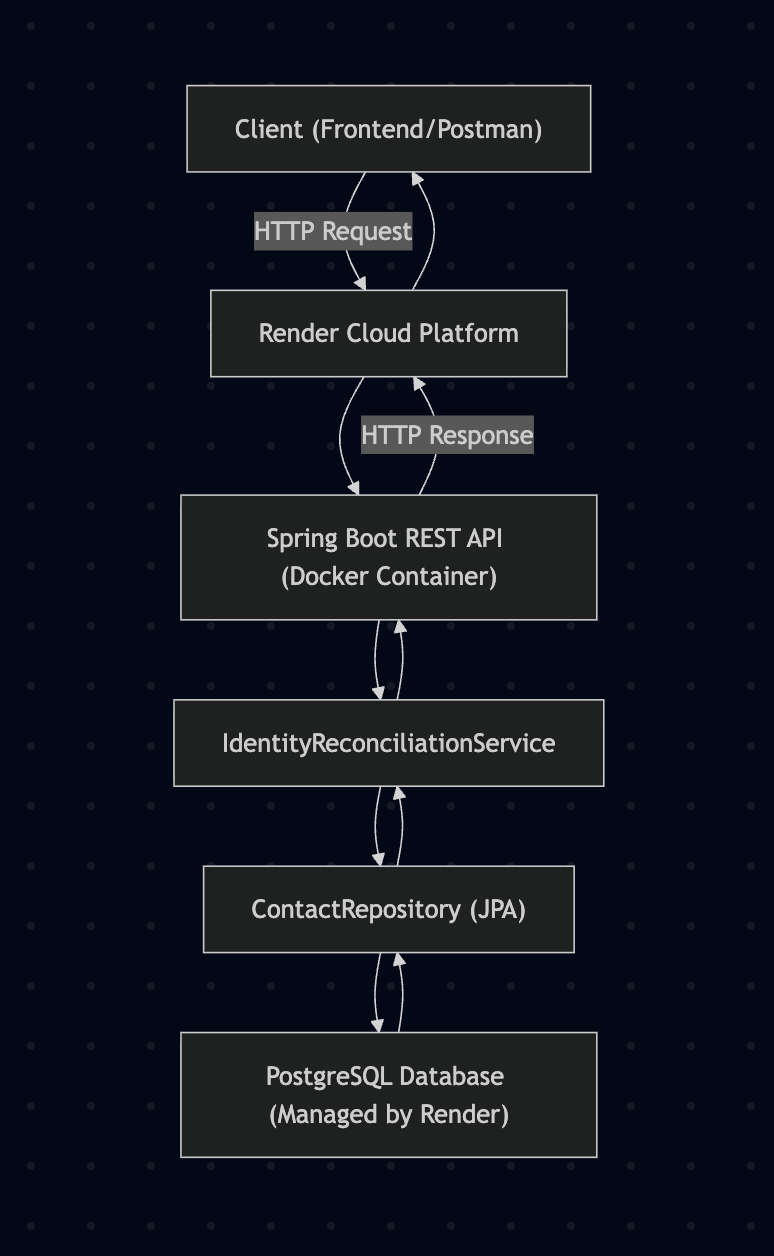 Client (Frontend/Postman)
HTTP Request
Render Cloud Platform
HTTP Response
Spring Boot REST API
(Docker Container)
IdentityReconciliationService
ContactRepository (JPA)
PostgreSQL Database
(Managed by Render)